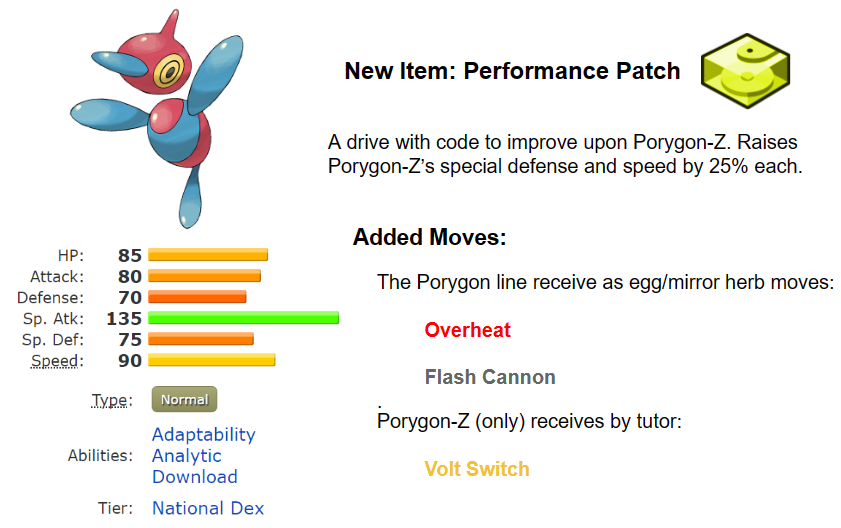 New Item: Performance Patch
A drive with code to improve upon Porygon-Z. Raises
Porygon-Z’s special defense and speed by 25% each.
HP: 85
Attack: 80
Defense: 70
Sp. Atk: 135
Sp. Def: 75
Speed: 90
Type: Normal
Abilities: Adaptability
Analytic
Download
Tier: National Dex
Added Moves:
The Porygon line receive as egg/mirror herb moves:
Overheat
Flash Cannon
.
Porygon-Z (only) receives by tutor:
Volt Switch